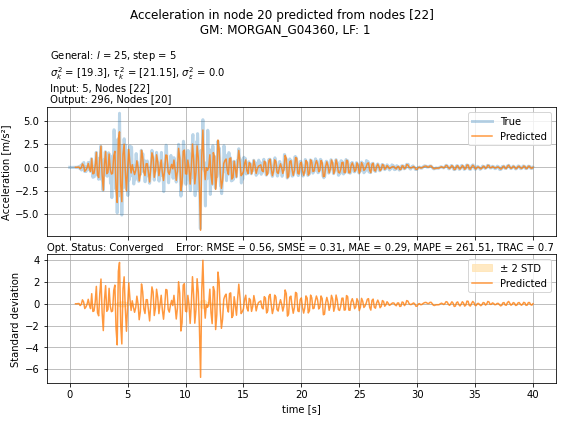 Acceleration in node 20 predicted from nodes [22]
GM: MORGAN_G04360, LF: 1
General: l = 25, step = 5
σ²ₖ = [19.3], τ²ₖ = [21.15], σ²ₑ = 0.0
Input: 5, Nodes [22]
Output: 296, Nodes [20]
Acceleration [m/s²]
5.0
2.5
0.0
−2.5
−5.0
True
Predicted
Opt. Status: Converged Error: RMSE = 0.56, SMSE = 0.31, MAE = 0.29, MAPE = 261.51, TRAC = 0.7
Standard deviation
4
2
0
−2
−4
−6
± 2 STD
Predicted
0 5 10 15 20 25 30 35 40
time [s]